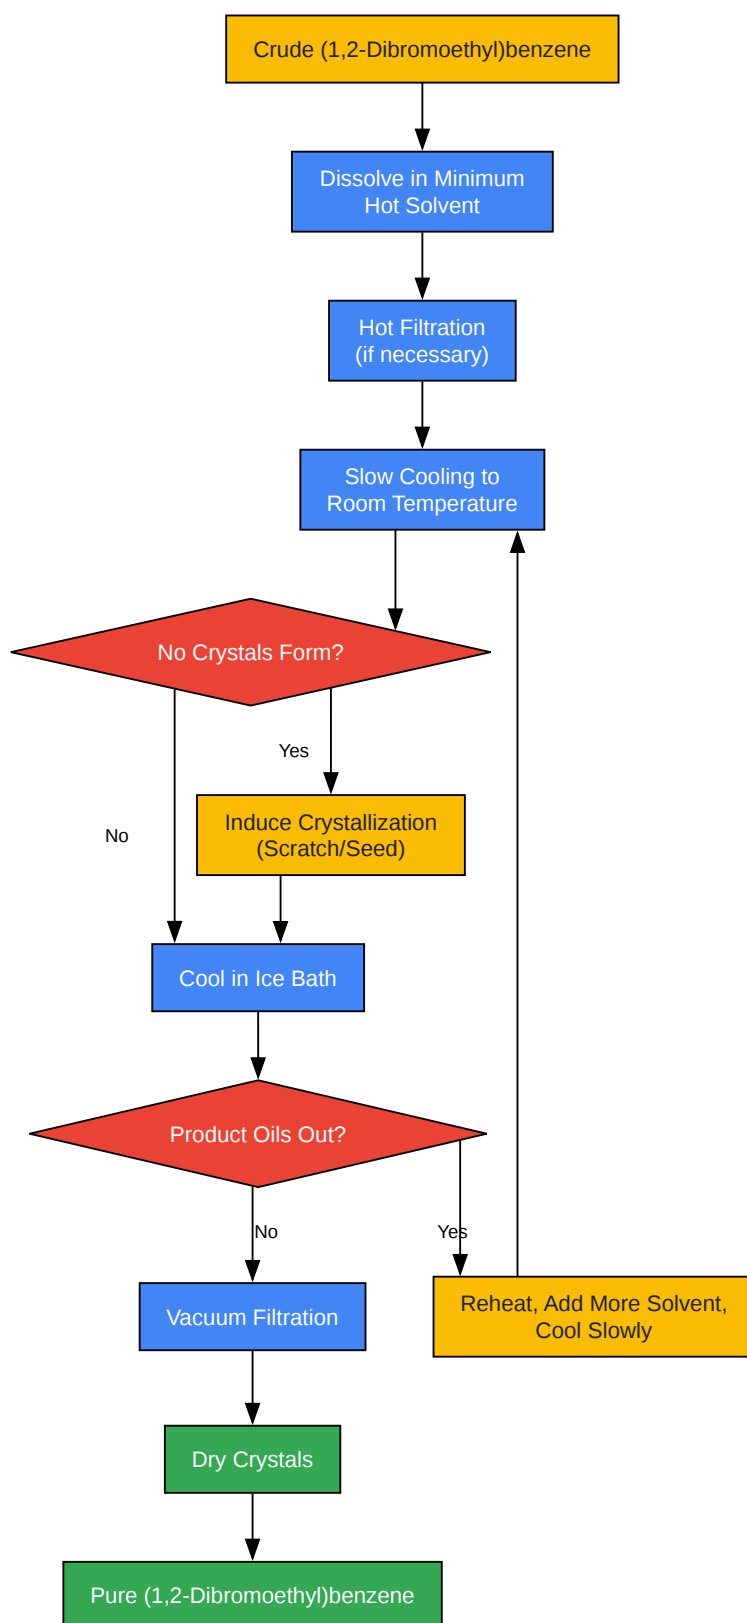 Crude (1,2-Dibromoethyl)benzene
Dissolve in Minimum
Hot Solvent
Hot Filtration
(if necessary)
Slow Cooling to
Room Temperature
No Crystals Form?
Yes
Induce Crystallization
(Scratch/Seed)
No
Cool in Ice Bath
Product Oils Out?
No
Yes
Reheat, Add More Solvent,
Cool Slowly
Vacuum Filtration
Dry Crystals
Pure (1,2-Dibromoethyl)benzene